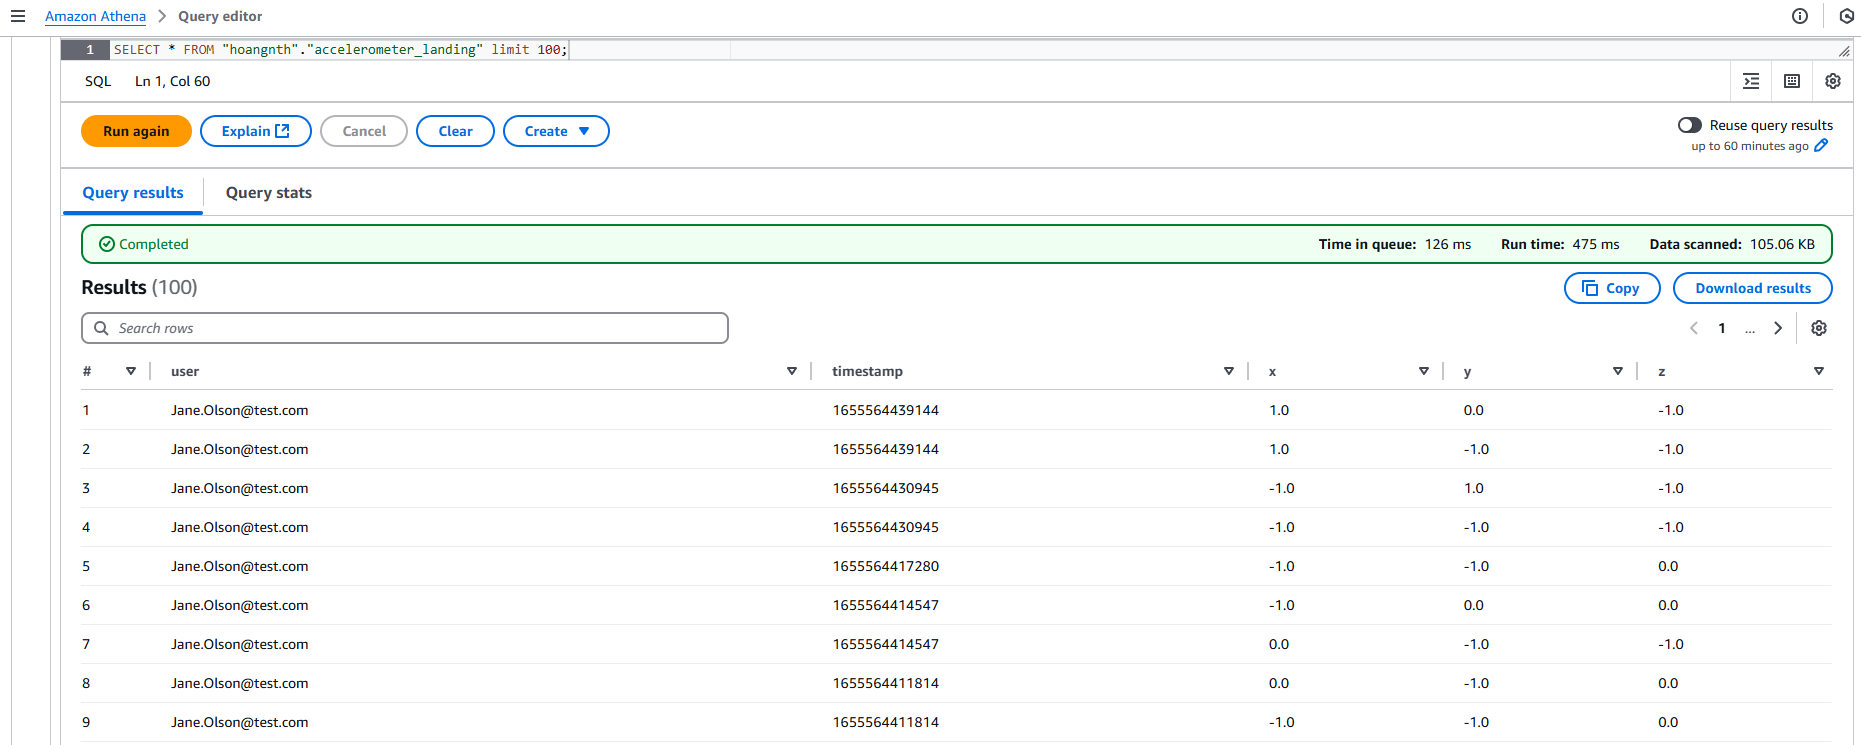 Amazon Athena > Query editor
1 SELECT * FROM "hoangnth"."accelerometer_landing" limit 100;
SQL Ln 1, Col 60
Run again Explain Cancel Clear Create
Reuse query results
up to 60 minutes ago
Query results Query stats
Completed Time in queue: 126 ms Run time: 475 ms Data scanned: 105.06 KB
Results (100) Copy Download results
Search rows 1 ...
# user timestamp x y z
1 Jane.Olson@test.com 1655564439144 1.0 0.0 -1.0
2 Jane.Olson@test.com 1655564439144 1.0 -1.0 -1.0
3 Jane.Olson@test.com 1655564430945 -1.0 1.0 -1.0
4 Jane.Olson@test.com 1655564430945 -1.0 -1.0 -1.0
5 Jane.Olson@test.com 1655564417280 -1.0 -1.0 0.0
6 Jane.Olson@test.com 1655564414547 -1.0 0.0 0.0
7 Jane.Olson@test.com 1655564414547 0.0 -1.0 -1.0
8 Jane.Olson@test.com 1655564411814 0.0 -1.0 0.0
9 Jane.Olson@test.com 1655564411814 -1.0 -1.0 0.0